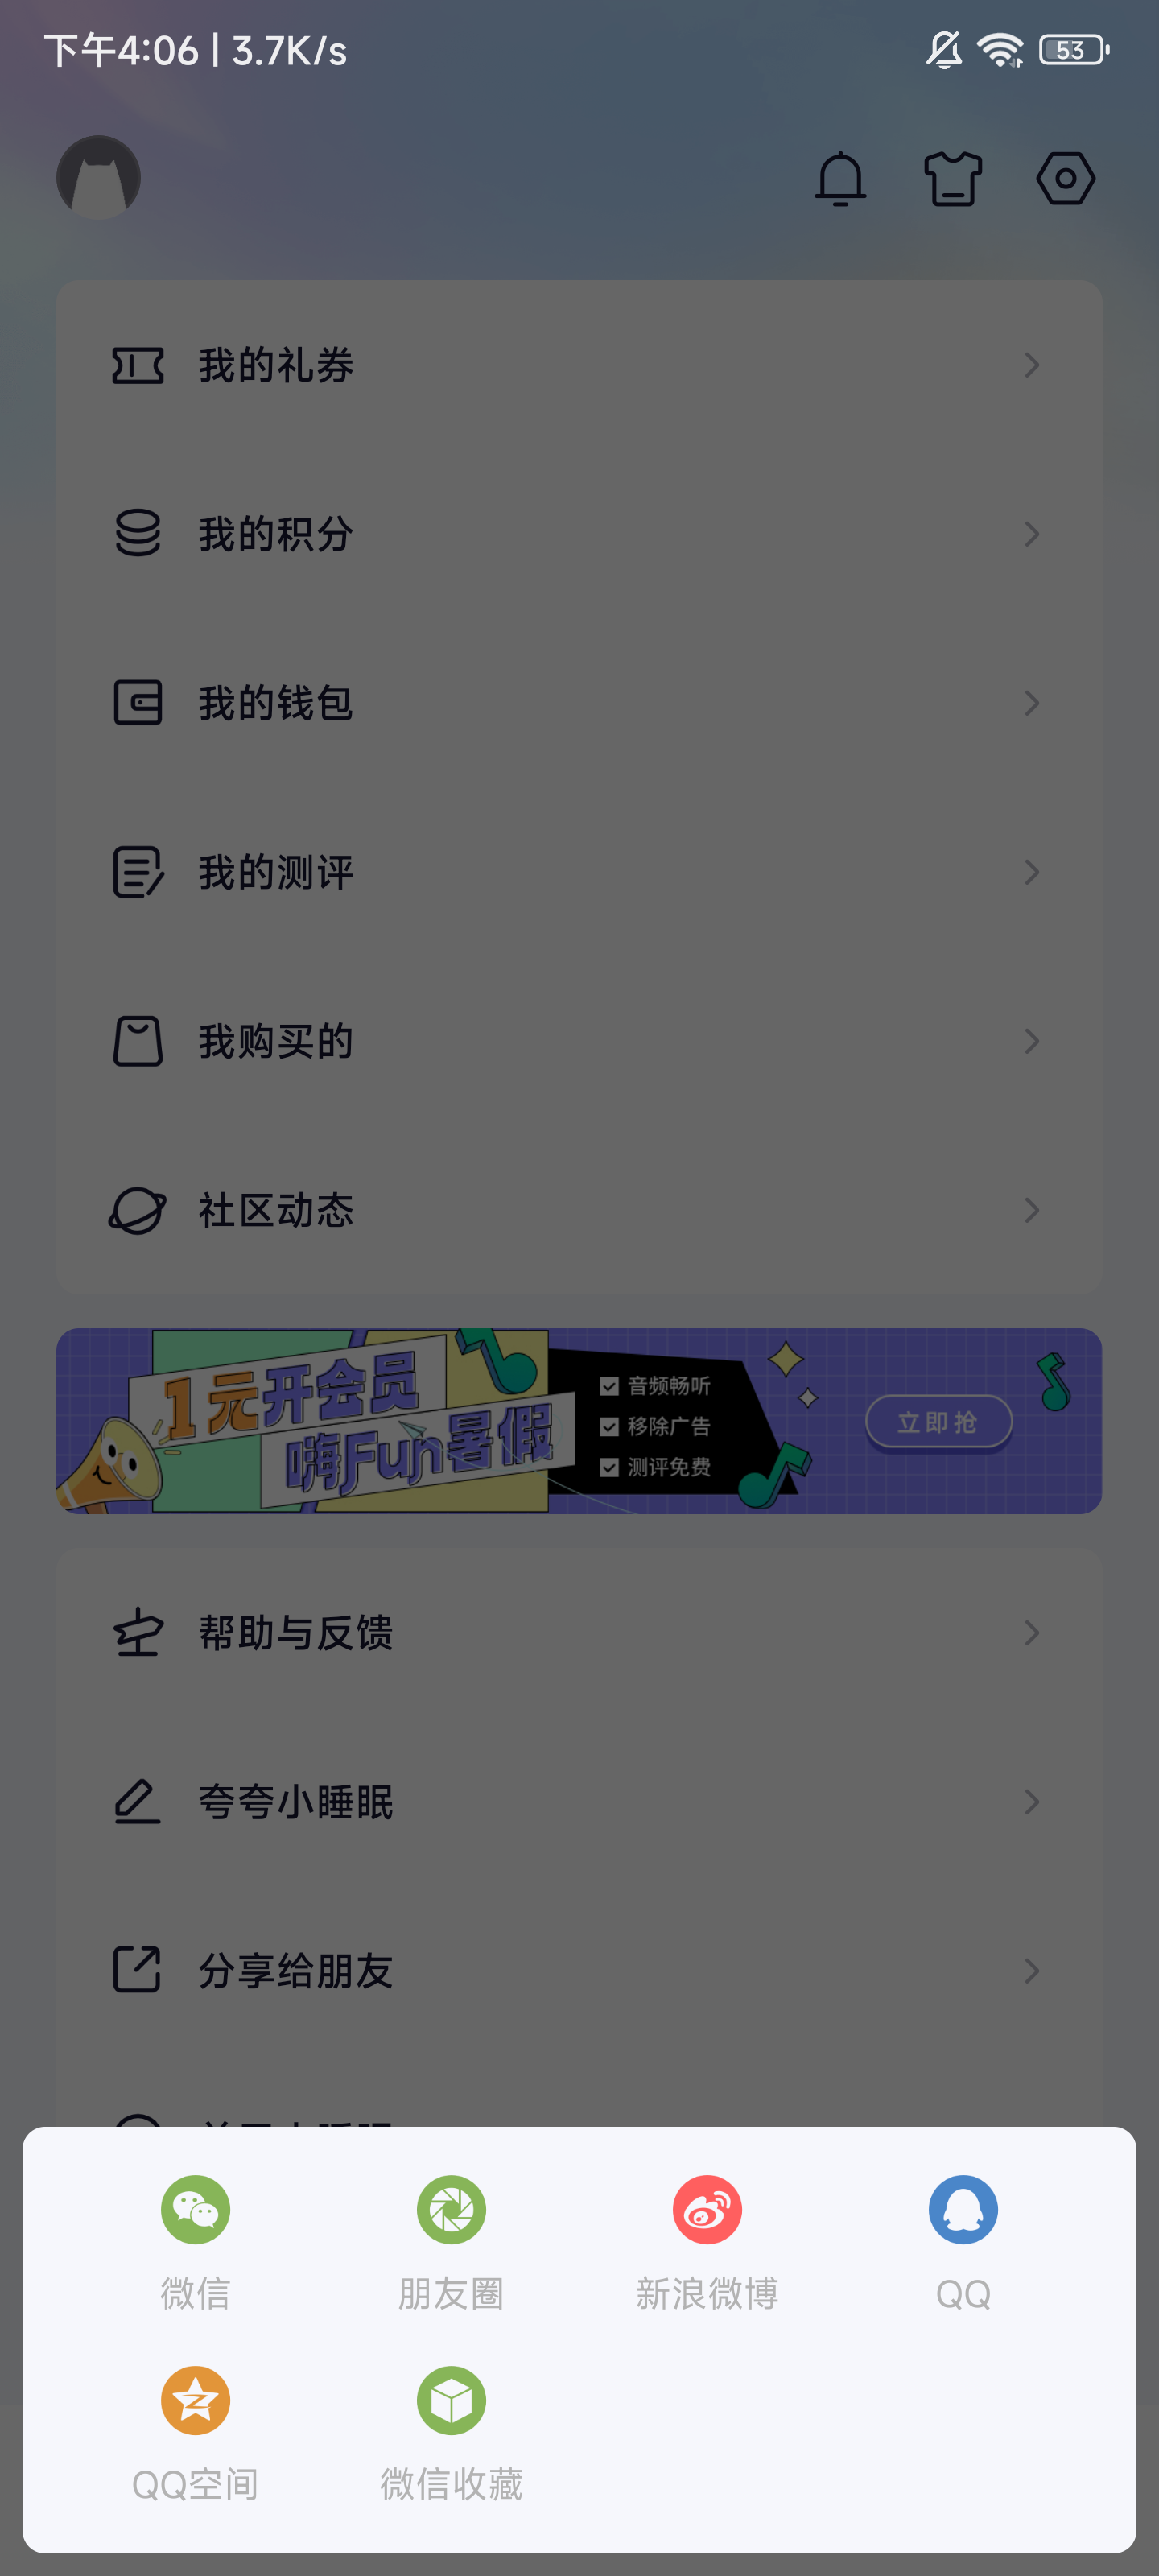 下午4:06 | 3.7K/s
53
我的礼券
我的积分
我的钱包
我的测评
我购买的
社区动态
1元开会员
嗨Fun暑假
音频畅听
移除广告
测评免费
立即抢
帮助与反馈
夸夸小睡眠
分享给朋友
微信
朋友圈
新浪微博
QQ
QQ空间
微信收藏